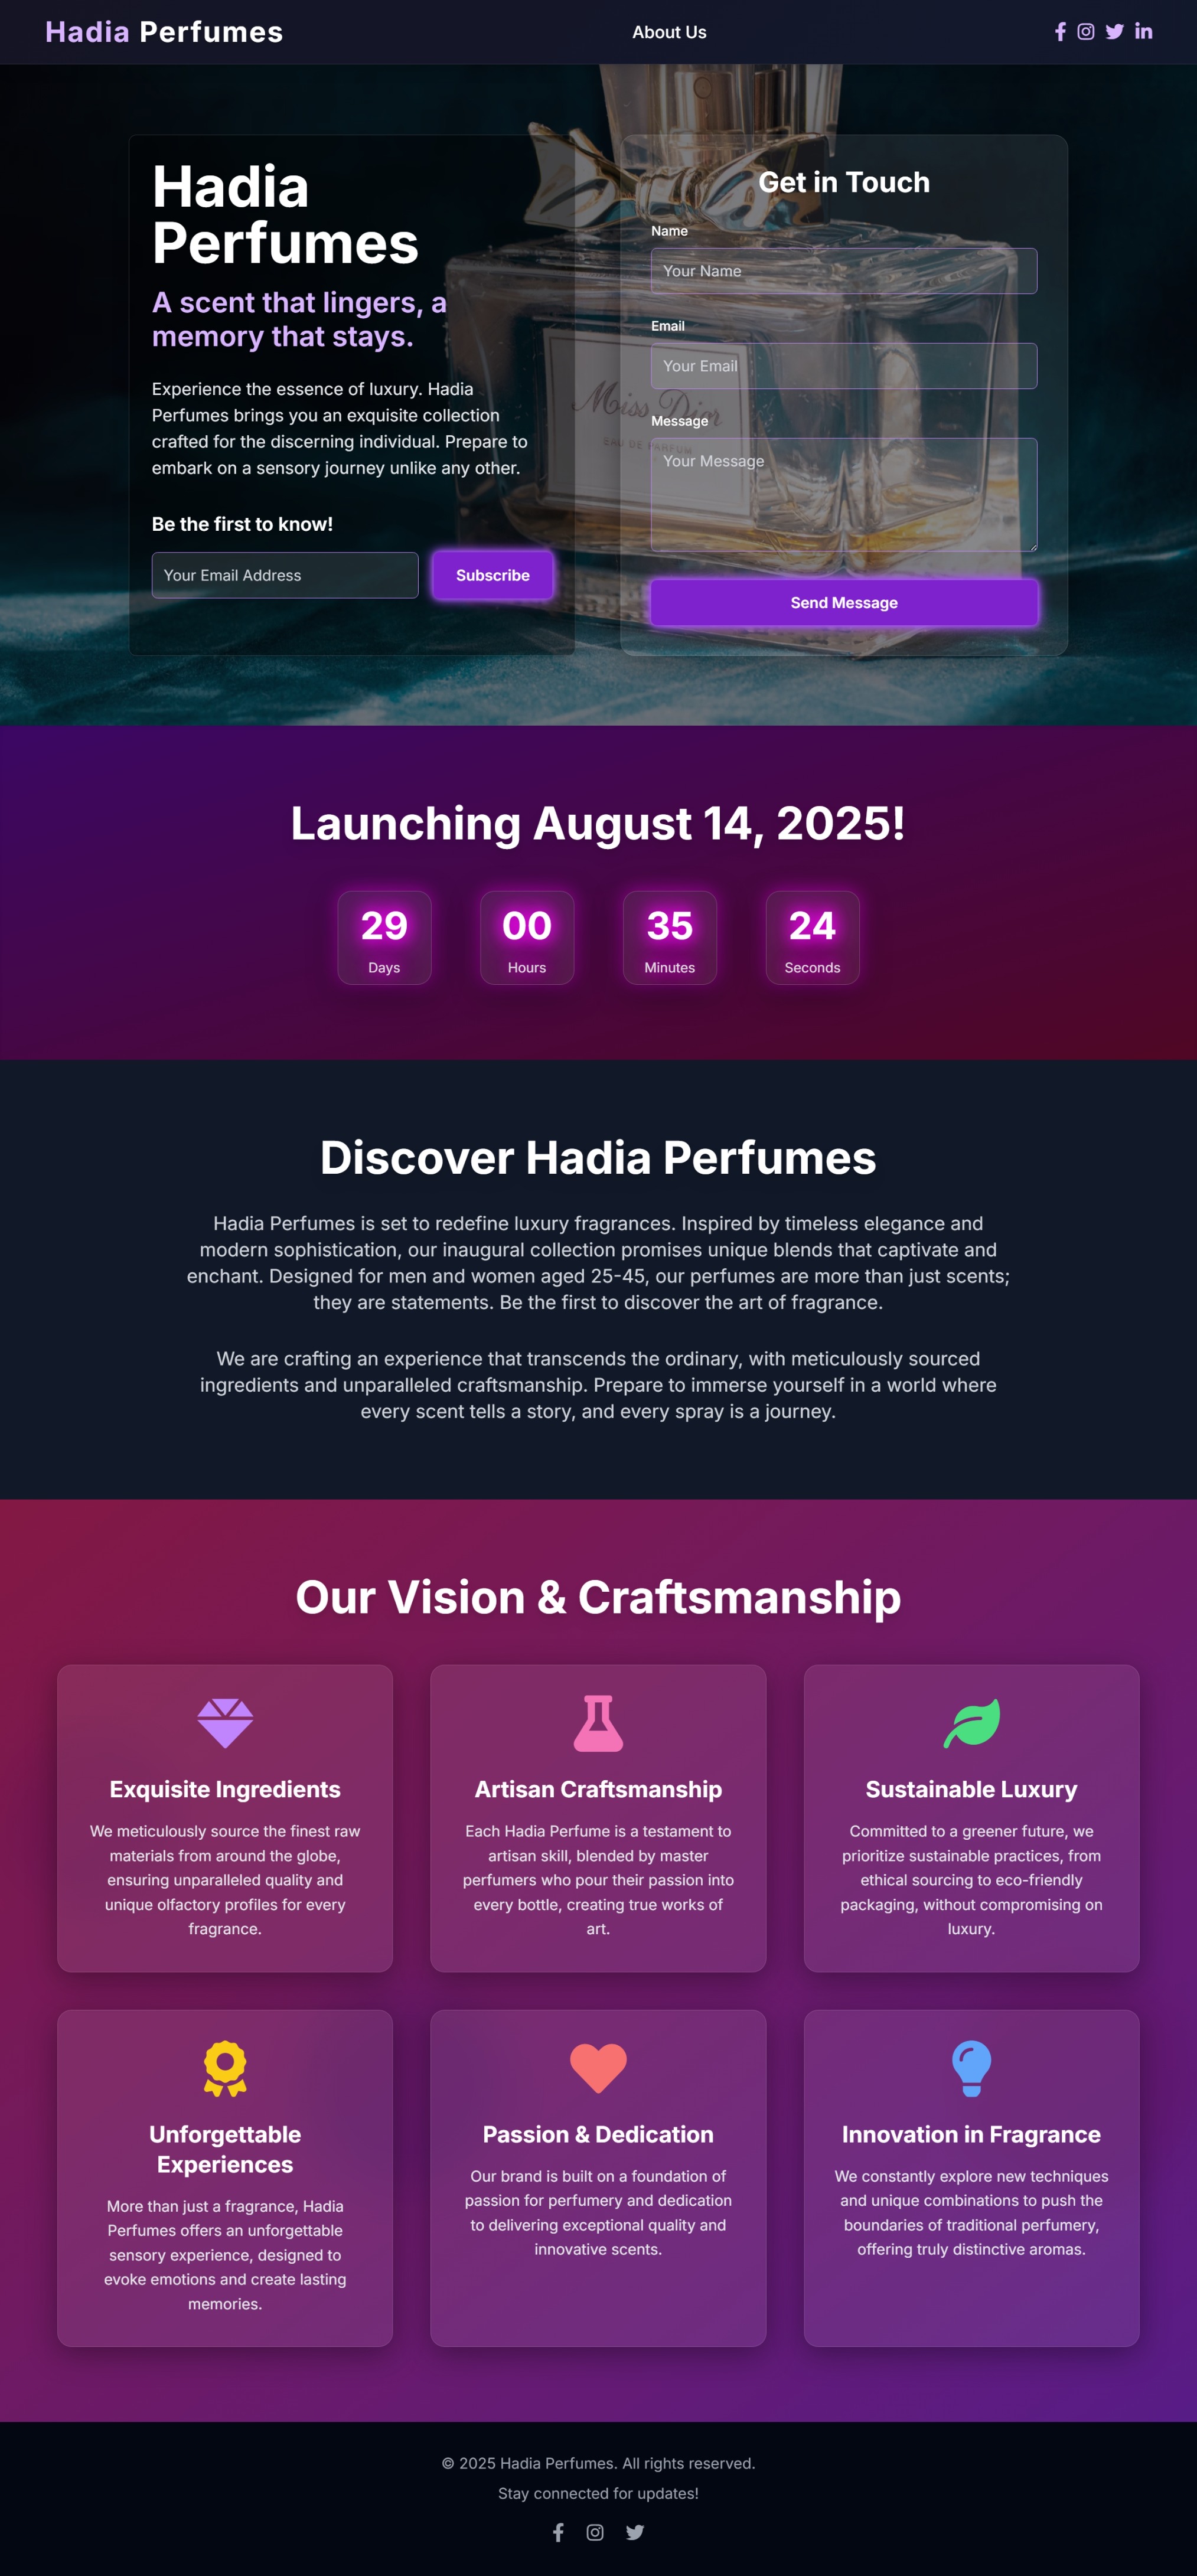 Hadia Perfumes
About Us
Hadia
Perfumes
A scent that lingers, a
memory that stays.
Experience the essence of luxury. Hadia
Perfumes brings you an exquisite collection
crafted for the discerning individual. Prepare to
embark on a sensory journey unlike any other.
Be the first to know!
Your Email Address
Subscribe
Get in Touch
Name
Your Name
Email
Your Email
Message
Your Message
Send Message
Miss Dior
EAU DE PARFUM
Launching August 14, 2025!
29
00
35
24
Days
Hours
Minutes
Seconds
Discover Hadia Perfumes
Hadia Perfumes is set to redefine luxury fragrances. Inspired by timeless elegance and
modern sophistication, our inaugural collection promises unique blends that captivate and
enchant. Designed for men and women aged 25-45, our perfumes are more than just scents;
they are statements. Be the first to discover the art of fragrance.
We are crafting an experience that transcends the ordinary, with meticulously sourced
ingredients and unparalleled craftsmanship. Prepare to immerse yourself in a world where
every scent tells a story, and every spray is a journey.
Our Vision & Craftsmanship
Exquisite Ingredients
We meticulously source the finest raw
materials from around the globe,
ensuring unparalleled quality and
unique olfactory profiles for every
fragrance.
Artisan Craftsmanship
Each Hadia Perfume is a testament to
artisan skill, blended by master
perfumers who pour their passion into
every bottle, creating true works of
art.
Sustainable Luxury
Committed to a greener future, we
prioritize sustainable practices, from
ethical sourcing to eco-friendly
packaging, without compromising on
luxury.
Unforgettable
Experiences
More than just a fragrance, Hadia
Perfumes offers an unforgettable
sensory experience, designed to
evoke emotions and create lasting
memories.
Passion & Dedication
Our brand is built on a foundation of
passion for perfumery and dedication
to delivering exceptional quality and
innovative scents.
Innovation in Fragrance
We constantly explore new techniques
and unique combinations to push the
boundaries of traditional perfumery,
offering truly distinctive aromas.
© 2025 Hadia Perfumes. All rights reserved.
Stay connected for updates!